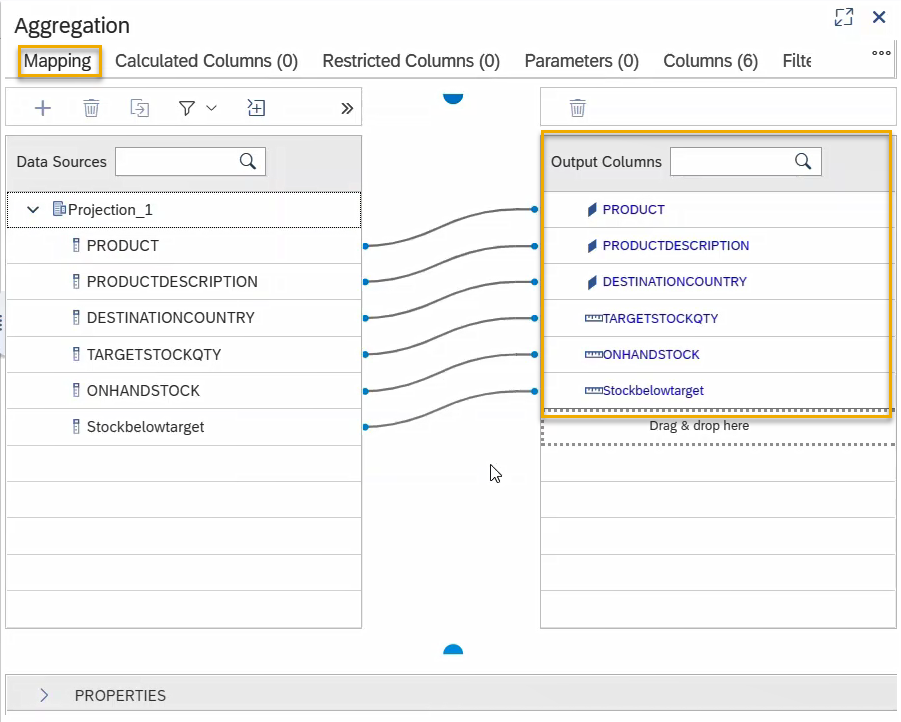 Aggregation
Mapping Calculated Columns (0) Restricted Columns (0) Parameters (0) Columns (6) Filte
Data Sources
Output Columns
Projection_1
PRODUCT
PRODUCTDESCRIPTION
DESTINATIONCOUNTRY
TARGETSTOCKQTY
ONHANDSTOCK
Stockbelowtarget
PRODUCT
PRODUCTDESCRIPTION
DESTINATIONCOUNTRY
TARGETSTOCKQTY
ONHANDSTOCK
Stockbelowtarget
Drag & drop here
PROPERTIES